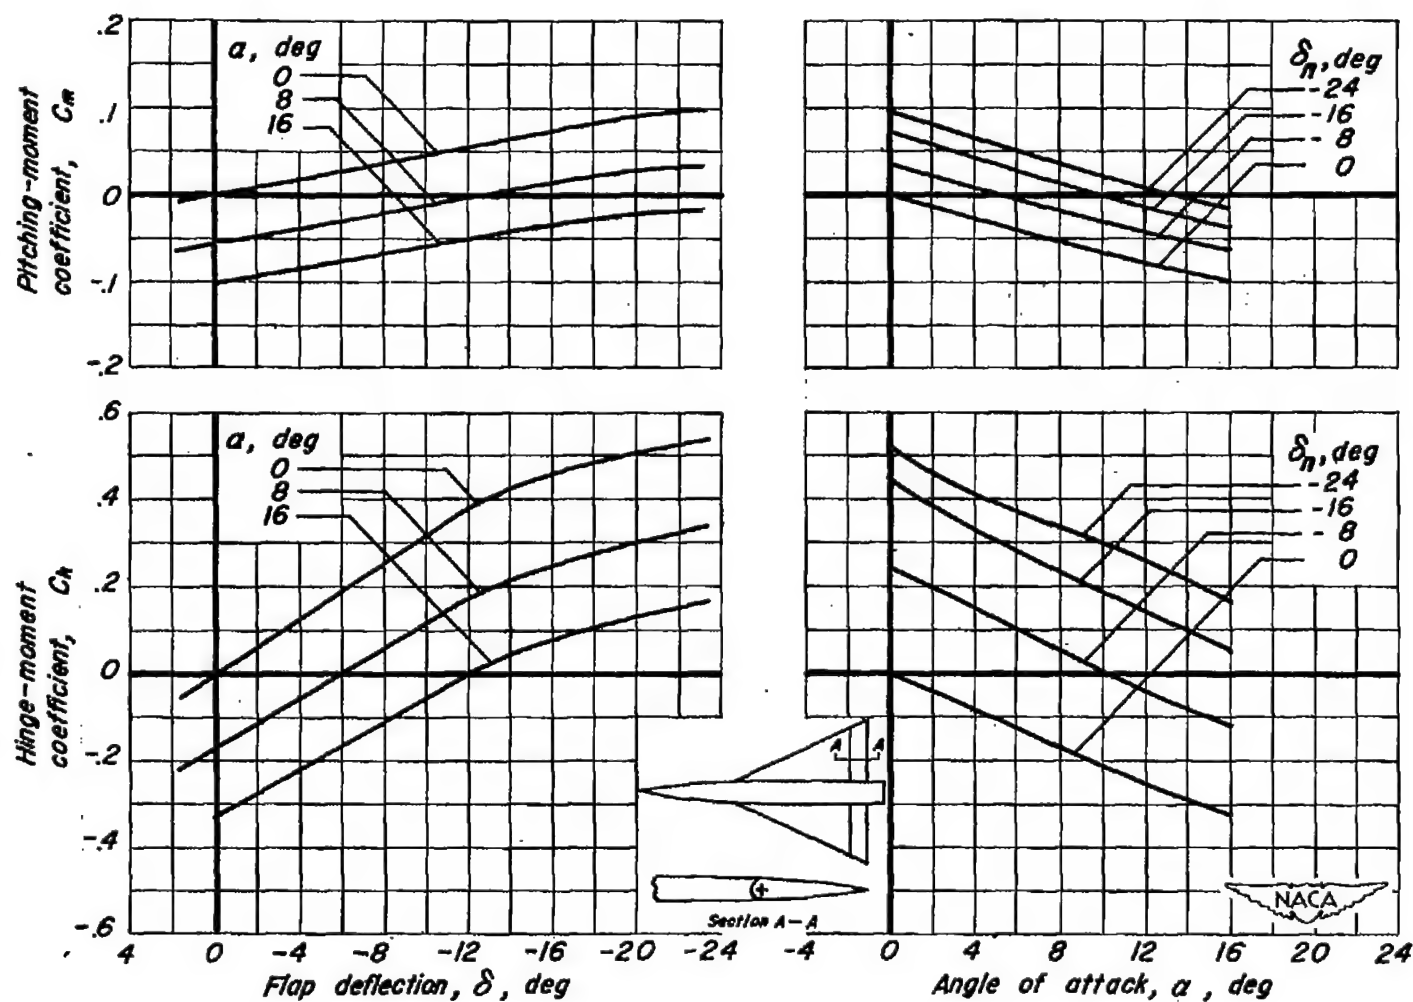 Pitching-moment
coefficient, Cm
.2
.1
0
-.1
-.2
α, deg
0
8
16
δn, deg
-24
-16
- 8
0
Hinge-moment
coefficient, Ch
.6
.4
.2
0
-.2
-.4
-.6
α, deg
0
8
16
δn, deg
-24
-16
- 8
0
A A
Section A-A
NACA
4 0 -4 -8 -12 -16 -20 -24
Flap deflection, δ, deg
-4 0 4 8 12 16 20 24
Angle of attack, α, deg